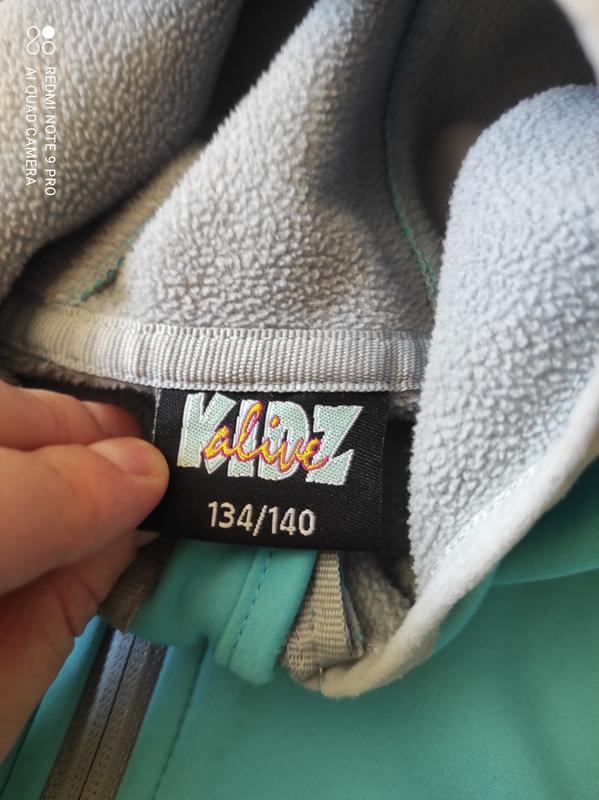 REDMI NOTE 9 PRO
AI QUAD CAMERA
KIDZ
alive
134/140